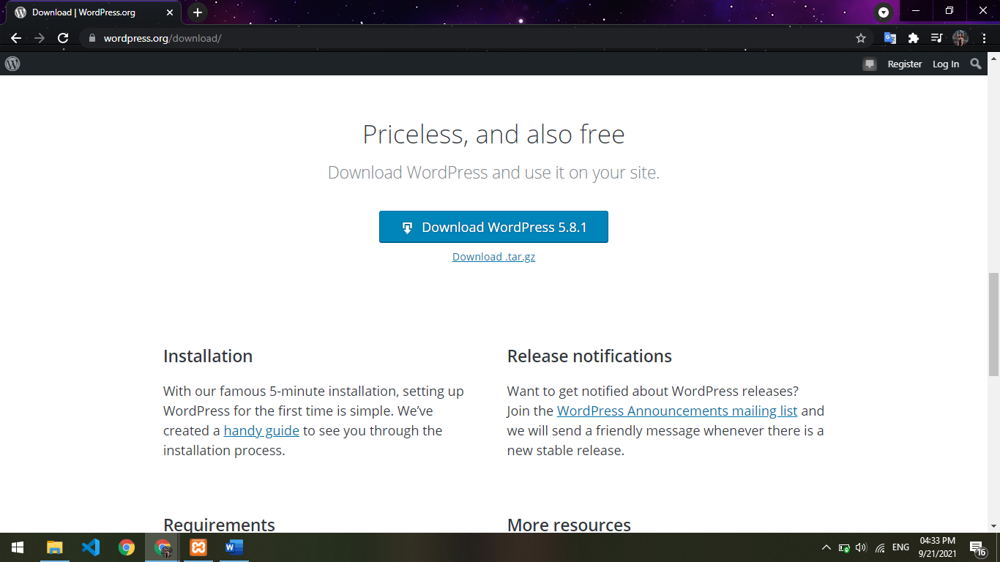 Download | WordPress.org
wordpress.org/download/
Register Log In
Priceless, and also free
Download WordPress and use it on your site.
Download WordPress 5.8.1
Download .tar.gz
Installation
With our famous 5-minute installation, setting up
WordPress for the first time is simple. We’ve
created a handy guide to see you through the
installation process.
Release notifications
Want to get notified about WordPress releases?
Join the WordPress Announcements mailing list and
we will send a friendly message whenever there is a
new stable release.
Requirements
More resources
ENG
04:33 PM
9/21/2021
16